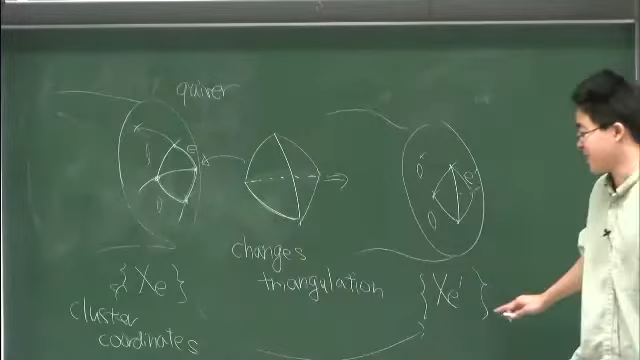 quiver
E
e'
changes
triangulation
{Xe}
{Xe'}
cluster
coordinates